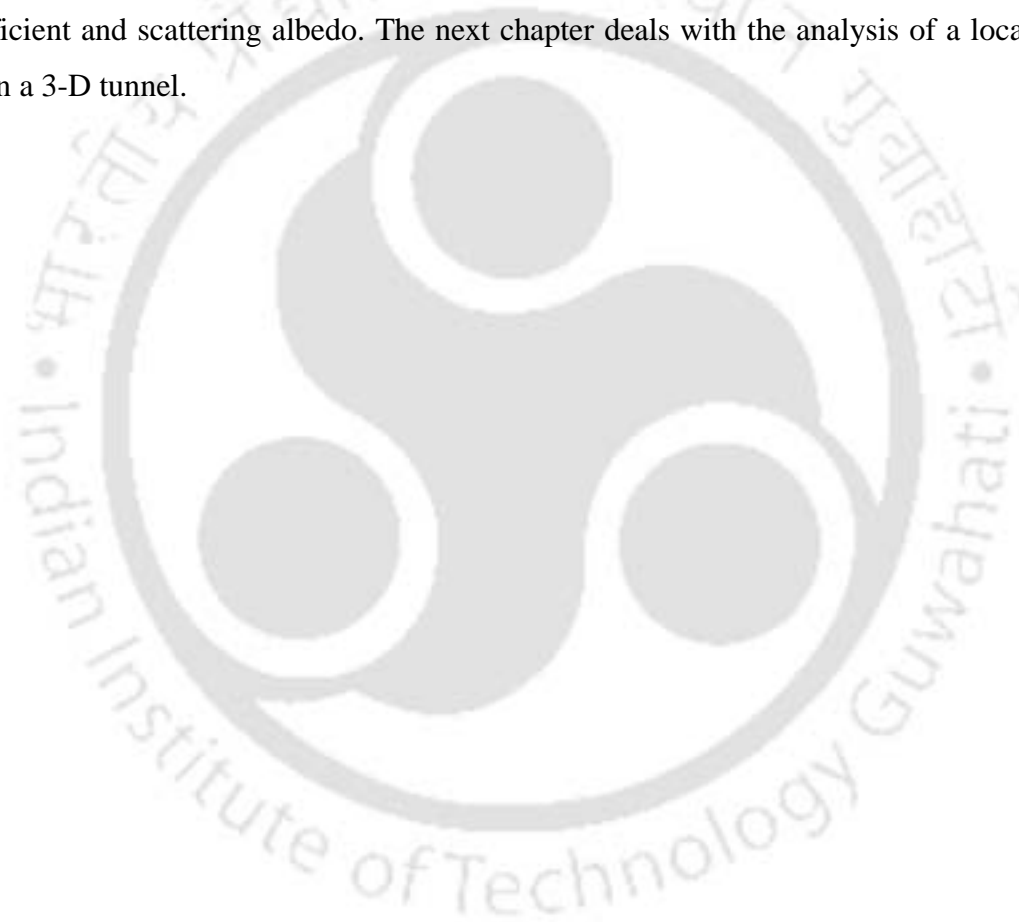 ficient and scattering albedo. The next chapter deals with the analysis of a loca
n a 3-D tunnel.
Indian Institute of Technology Guwahati